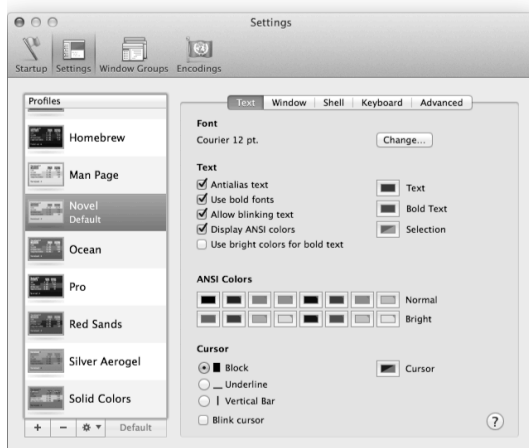 Settings
Startup Settings Window Groups Encodings
Profiles
Homebrew
Man Page
Novel
Default
Ocean
Pro
Red Sands
Silver Aerogel
Solid Colors
+ − Default
Text Window Shell Keyboard Advanced
Font
Courier 12 pt. Change...
Text
Antialias text
Use bold fonts
Allow blinking text
Display ANSI colors
Use bright colors for bold text
Text
Bold Text
Selection
ANSI Colors
Normal
Bright
Cursor
Block
Underline
Vertical Bar
Blink cursor
Cursor
?